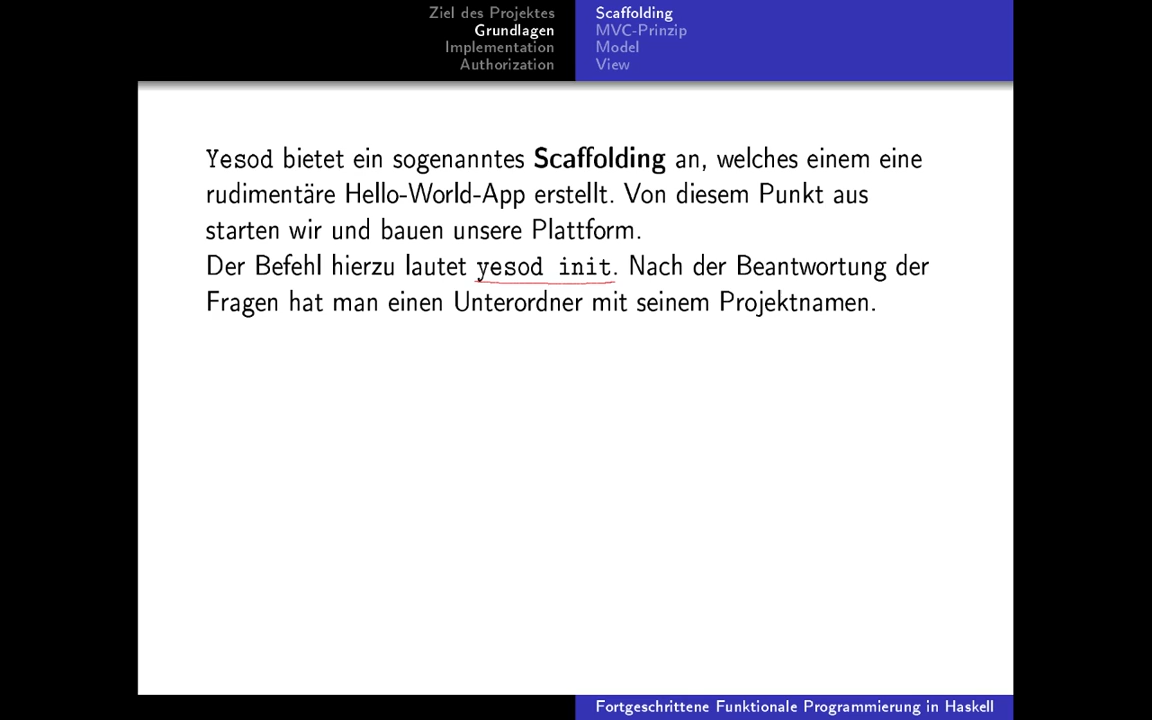 Ziel des Projektes
Grundlagen
Implementation
Authorization
Scaffolding
MVC-Prinzip
Model
View
Yesod bietet ein sogenanntes Scaffolding an, welches einem eine
rudimentäre Hello-World-App erstellt. Von diesem Punkt aus
starten wir und bauen unsere Plattform.
Der Befehl hierzu lautet yesod init. Nach der Beantwortung der
Fragen hat man einen Unterordner mit seinem Projektnamen.
Fortgeschrittene Funktionale Programmierung in Haskell